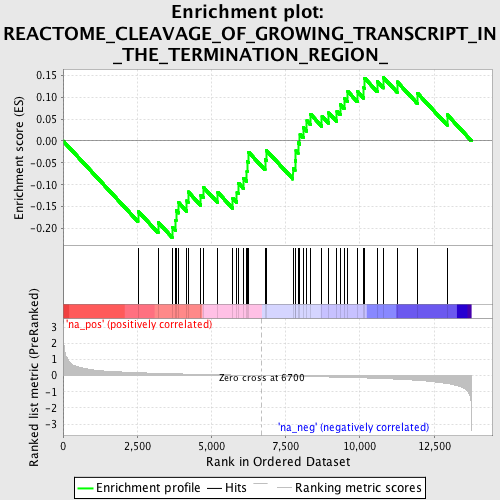 Enrichment plot:
REACTOME_CLEAVAGE_OF_GROWING_TRANSCRIPT_IN
_THE_TERMINATION_REGION_
Enrichment score (ES)
0.15
0.10
0.05
0.00
-0.05
-0.10
-0.15
-0.20
'na_pos' (positively correlated)
Ranked list metric (PreRanked)
3
2
1
0
-1
-2
-3
Zero cross at 6700
'na_neg' (negatively correlated)
0
2,500
5,000
7,500
10,000
12,500
Rank in Ordered Dataset
Enrichment profile
Hits
Ranking metric scores